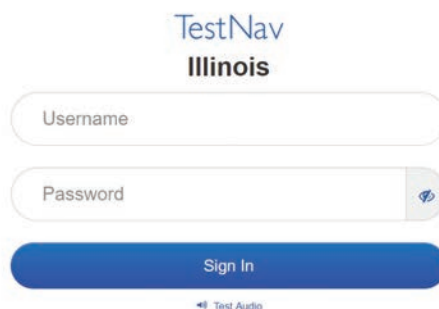 TestNav
Illinois
Username
Password
Sign In
Test Audio